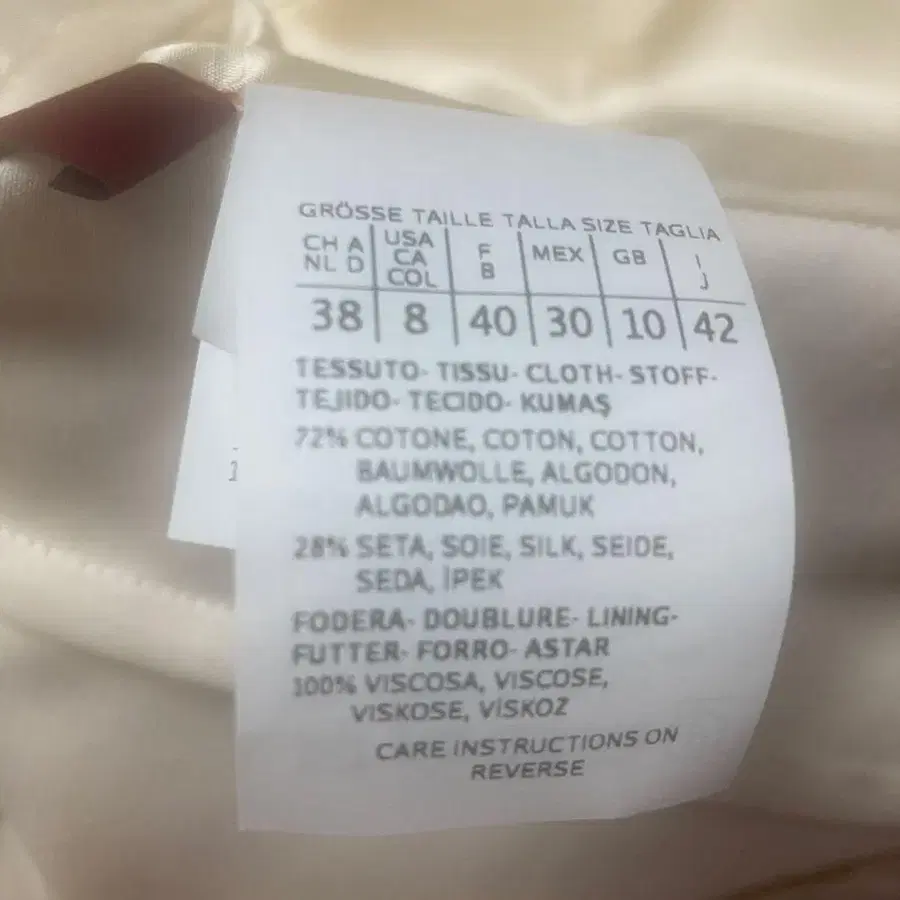 GRÖSSE TAILLE TALLA SIZE TAGLIA
CH A NL D | USA CA COL | F B | MEX | GB | I J
38 | 8 | 40 | 30 | 10 | 42
TESSUTO- TISSU- CLOTH- STOFF-
TEJIDO- TECIDO- KUMAŞ
72% COTONE, COTON, COTTON,
BAUMWOLLE, ALGODON,
ALGODAO, PAMUK
28% SETA, SOIE, SILK, SEIDE,
SEDA, İPEK
FODERA- DOUBLURE- LINING-
FUTTER- FORRO- ASTAR
100% VISCOSA, VISCOSE,
VISKOSE, VİSKOZ
CARE INSTRUCTIONS ON
REVERSE